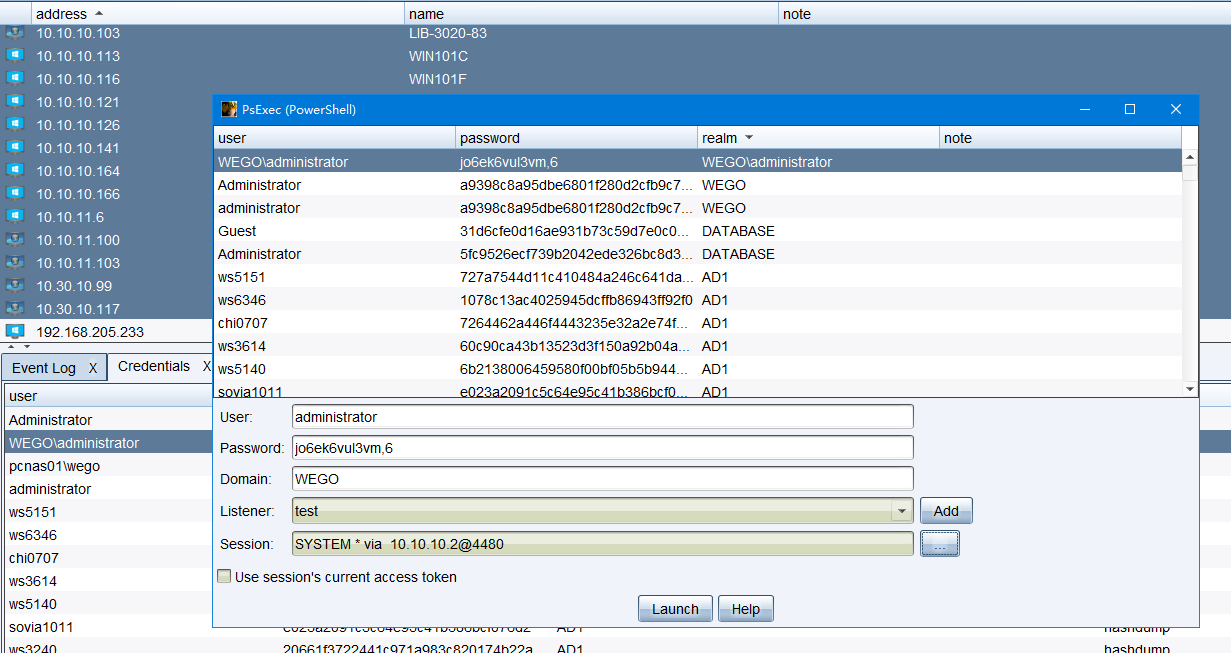 address name note
10.10.10.103 LIB-3020-83
10.10.10.113 WIN101C
10.10.10.116 WIN101F
10.10.10.121
10.10.10.126
10.10.10.141
10.10.10.164
10.10.10.166
10.10.11.6
10.10.11.100
10.10.11.103
10.30.10.99
10.30.10.117
192.168.205.233
PsExec (PowerShell)
user password realm note
WEGO\administrator jo6ek6vul3vm,6 WEGO\administrator
Administrator a9398c8a95dbe6801f280d2cfb9c7... WEGO
administrator a9398c8a95dbe6801f280d2cfb9c7... WEGO
Guest 31d6cfe0d16ae931b73c59d7e0c0... DATABASE
Administrator 5fc9526ecf739b2042ede326bc8d3... DATABASE
ws5151 727a7544d11c410484a246c641da... AD1
ws6346 1078c13ac4025945dcffb86943ff92f0 AD1
chi0707 7264462a446f4443235e32a2e74f... AD1
ws3614 60c90ca43b13523d3f150a92b04a... AD1
ws5140 6b2138006459580f00bf05b5b944... AD1
sovia1011 e023a2091c5c64e95c41b386bcf0... AD1
User: administrator
Password: jo6ek6vul3vm,6
Domain: WEGO
Listener: test Add
Session: SYSTEM * via 10.10.10.2@4480 ...
Use session's current access token
Launch Help
Event Log X Credentials X
user
Administrator
WEGO\administrator
pcnas01\wego
administrator
ws5151
ws6346
chi0707
ws3614
ws5140
sovia1011 AD1 hashdump
ws3240 20661f3722441c971a983c820174b22a AD1 hashdump